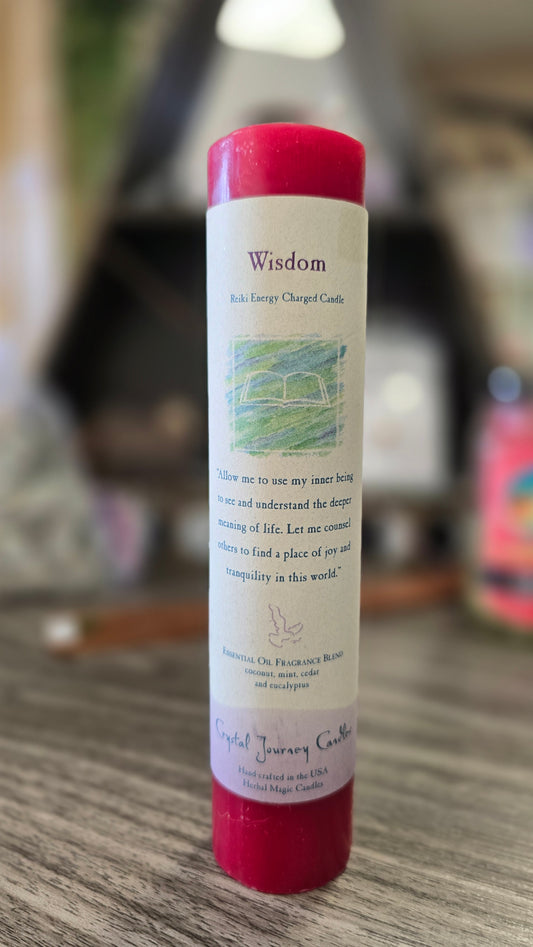 Wisdom
Reiki Energy Charged Candle
"Allow me to use my inner being
to see and understand the deeper
meaning of life. Let me counsel
others to find a place of joy and
tranquility in this world."
Essential Oil Fragrance Blend
coconut, mint, cedar
and eucalyptus
Crystal Journey Candles
Hand crafted in the USA
Herbal Magic Candles